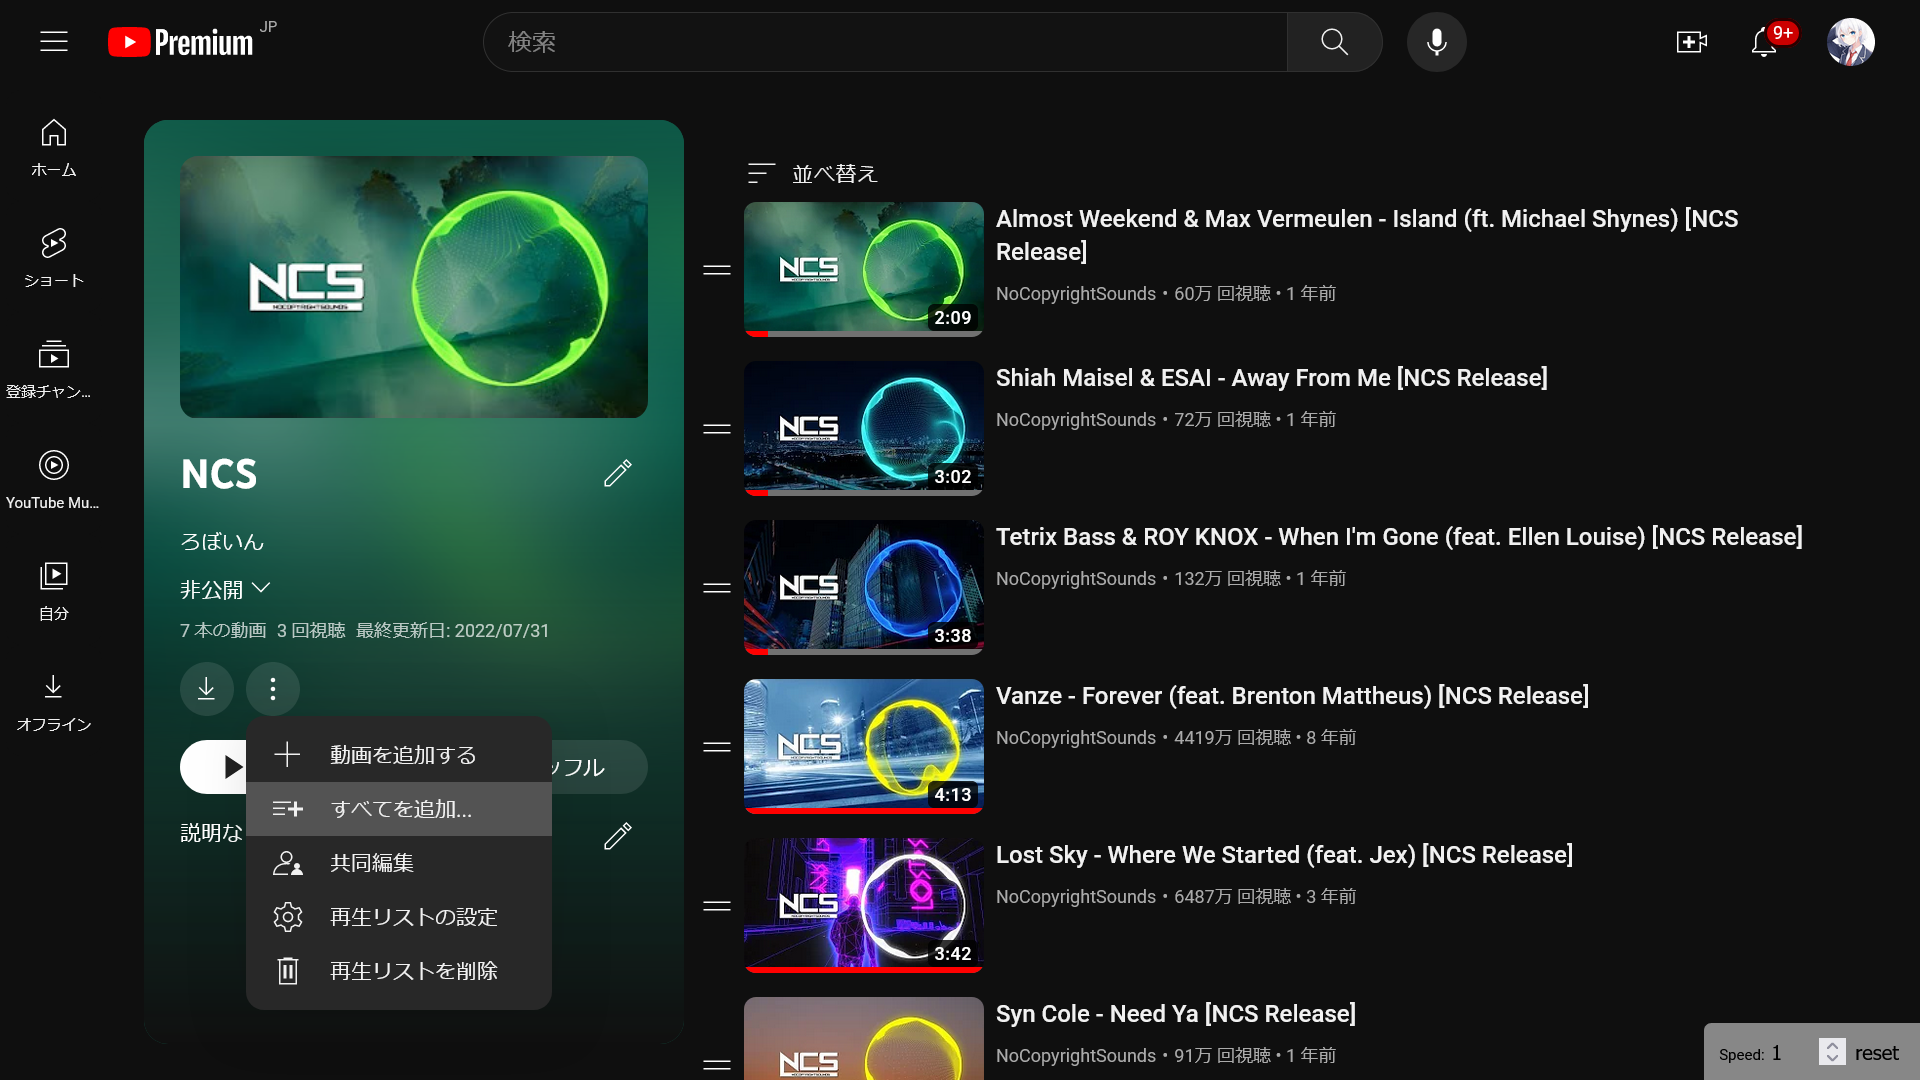 Premium JP
検索
9+
ホーム
ショート
登録チャン...
YouTube Mu...
自分
オフライン
NCS
NOCOPYRIGHTSOUNDS
NCS
ろぼいん
非公開
7 本の動画 3 回視聴 最終更新日: 2022/07/31
動画を追加する
ッフル
すべてを追加...
説明な
共同編集
再生リストの設定
再生リストを削除
並べ替え
NCS
2:09
Almost Weekend & Max Vermeulen - Island (ft. Michael Shynes) [NCS
Release]
NoCopyrightSounds • 60万 回視聴 • 1 年前
NCS
3:02
Shiah Maisel & ESAI - Away From Me [NCS Release]
NoCopyrightSounds • 72万 回視聴 • 1 年前
NCS
3:38
Tetrix Bass & ROY KNOX - When I'm Gone (feat. Ellen Louise) [NCS Release]
NoCopyrightSounds • 132万 回視聴 • 1 年前
NCS
4:13
Vanze - Forever (feat. Brenton Mattheus) [NCS Release]
NoCopyrightSounds • 4419万 回視聴 • 8 年前
NCS
3:42
Lost Sky - Where We Started (feat. Jex) [NCS Release]
NoCopyrightSounds • 6487万 回視聴 • 3 年前
NCS
Syn Cole - Need Ya [NCS Release]
NoCopyrightSounds • 91万 回視聴 • 1 年前
Speed: 1 reset